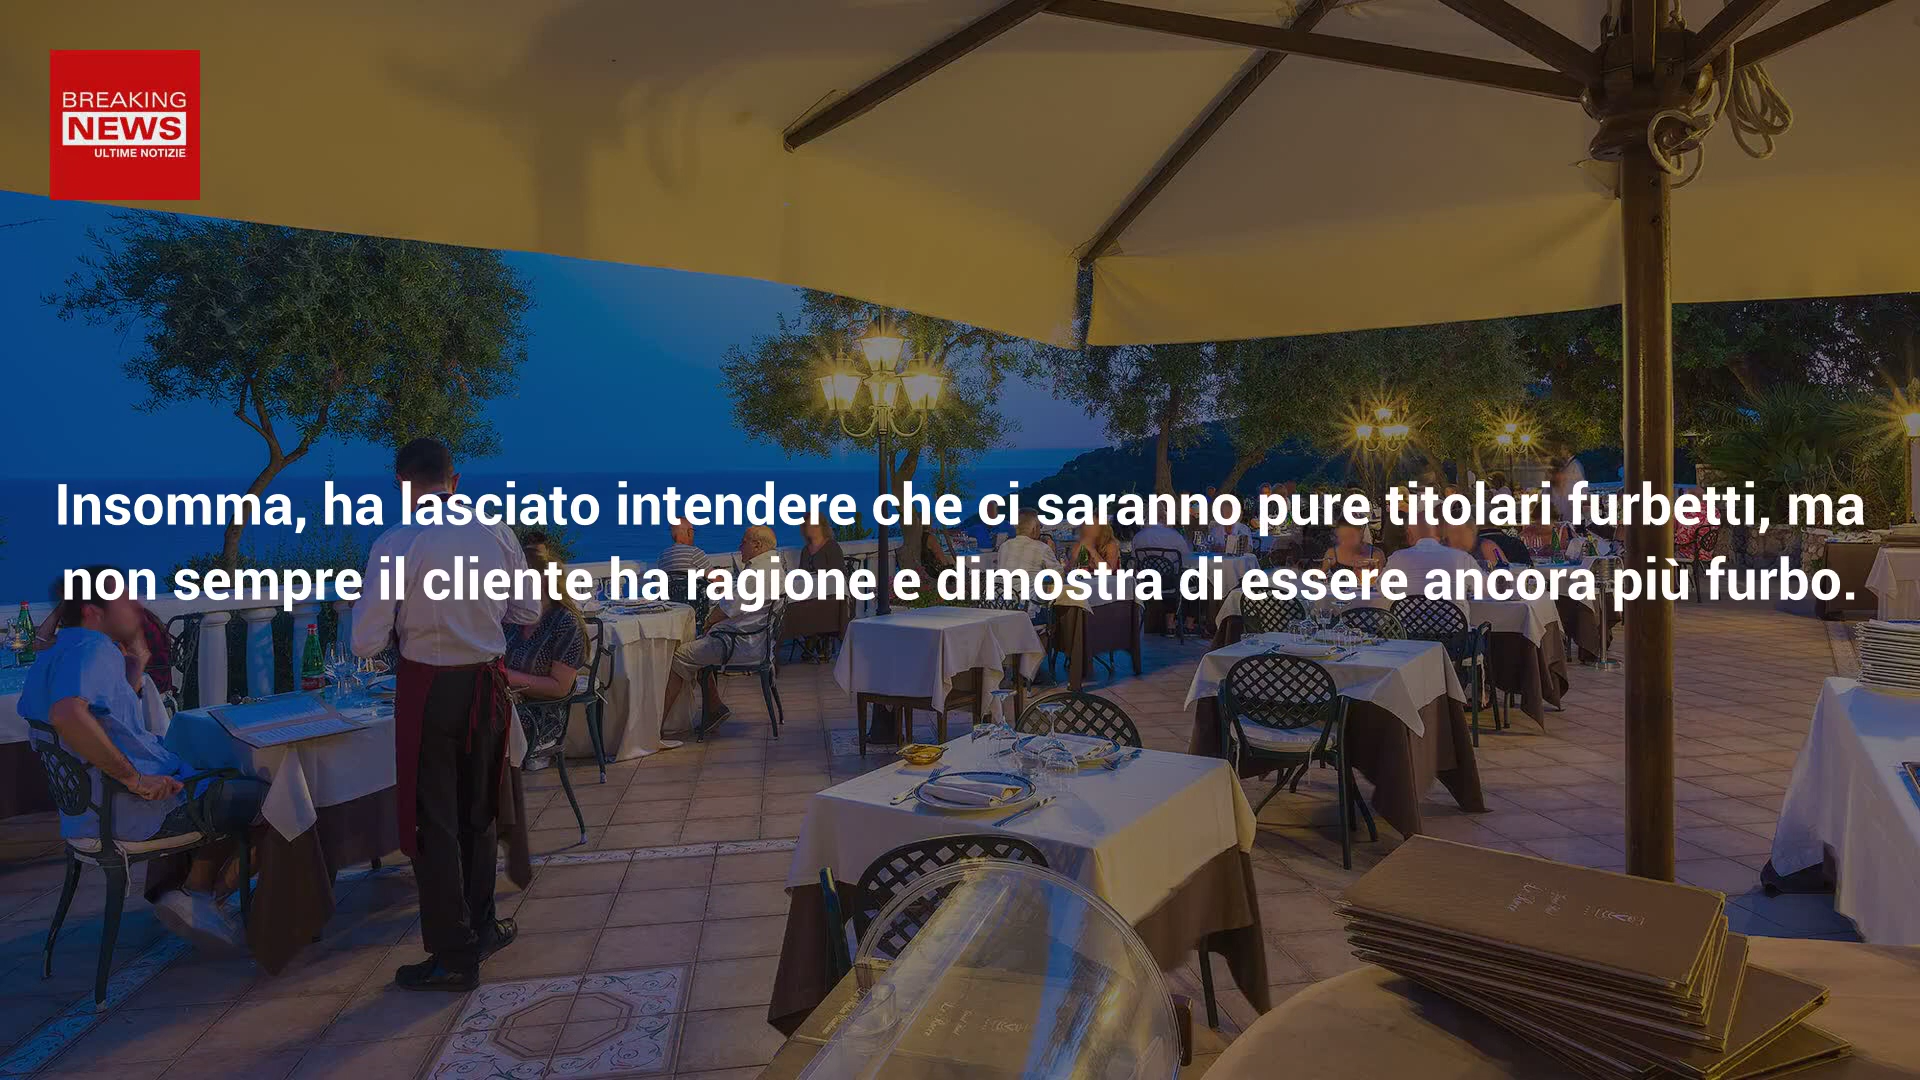 BREAKING
NEWS
ULTIME NOTIZIE
Insomma, ha lasciato intendere che ci saranno pure titolari furbetti, ma
non sempre il cliente ha ragione e dimostra di essere ancora più furbo.